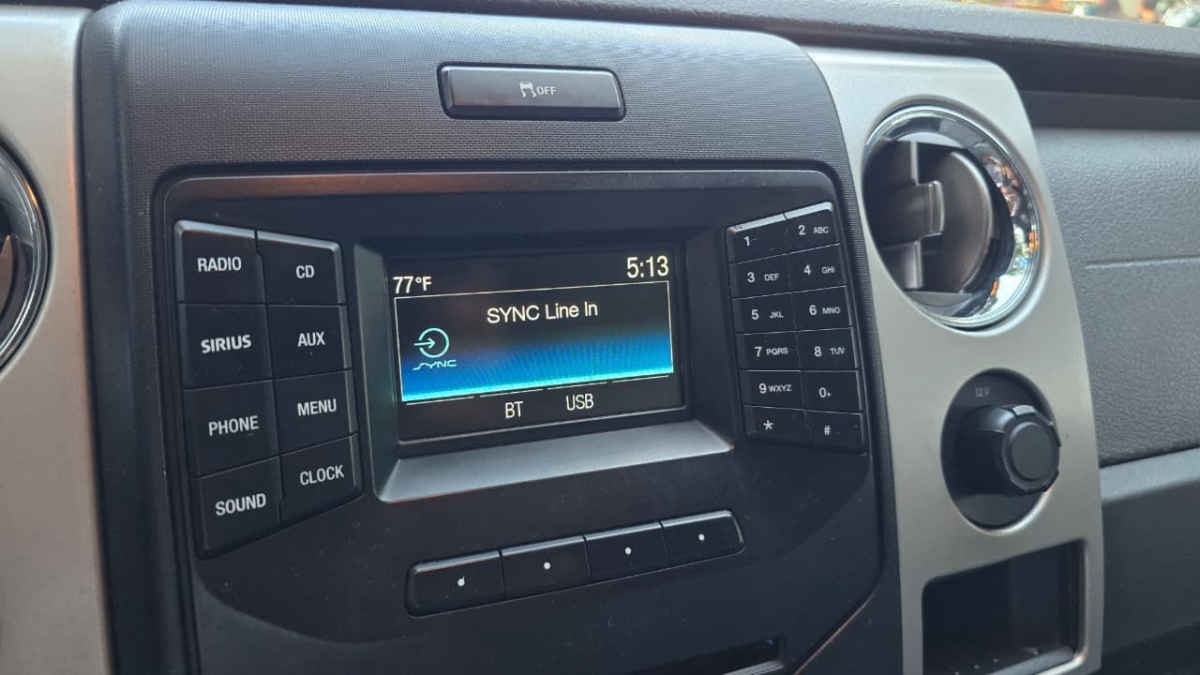 OFF
77°F
5:13
SYNC Line In
SYNC
BT USB
RADIO
CD
SIRIUS
AUX
PHONE
MENU
SOUND
CLOCK
1
2 ABC
3 DEF
4 GHI
5 JKL
6 MNO
7 PQRS
8 TUV
9 WXYZ
0+
*
#
12V